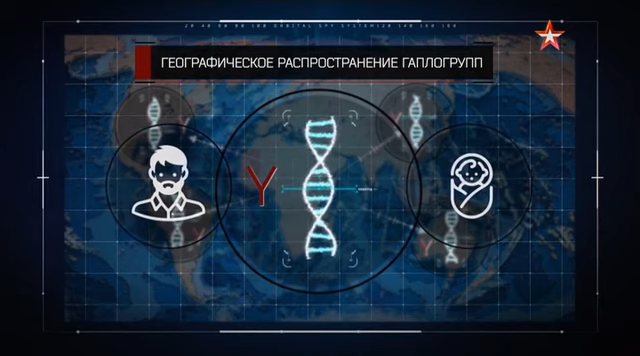 ГЕОГРАФИЧЕСКОЕ РАСПРОСТРАНЕНИЕ ГАПЛОГРУПП
Y